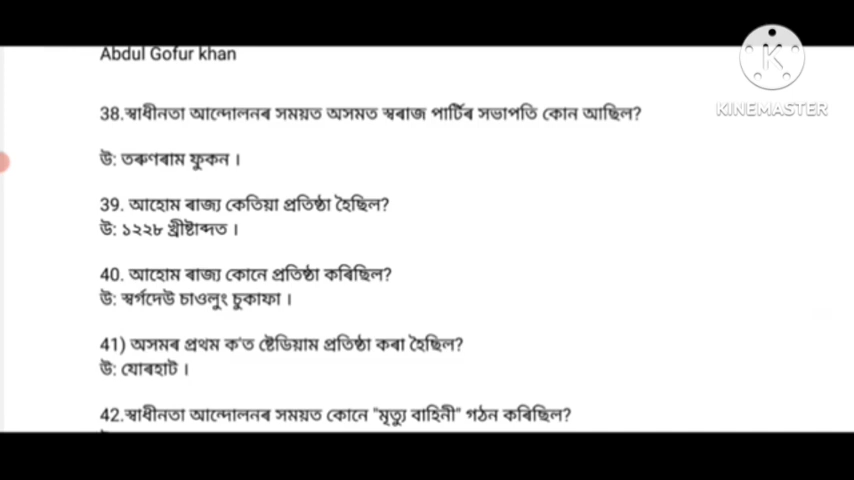 Abdul Gofur khan
KINEMASTER
38.স্বাধীনতা আন্দোলনৰ সময়ত অসমত স্বৰাজ পাৰ্টিৰ সভাপতি কোন আছিল?
উ: তৰুণৰাম ফুকন ।
39. আহোম ৰাজ্য কেতিয়া প্ৰতিষ্ঠা হৈছিল?
উ: ১২২৮ খ্ৰীষ্টাব্দত ।
40. আহোম ৰাজ্য কোনে প্ৰতিষ্ঠা কৰিছিল?
উ: স্বৰ্গদেউ চাওলুং চুকাফা ।
41) অসমৰ প্ৰথম ক'ত ষ্টেডিয়াম প্ৰতিষ্ঠা কৰা হৈছিল?
উ: যোৰহাট ।
42.স্বাধীনতা আন্দোলনৰ সময়ত কোনে "মৃত্যু বাহিনী" গঠন কৰিছিল?